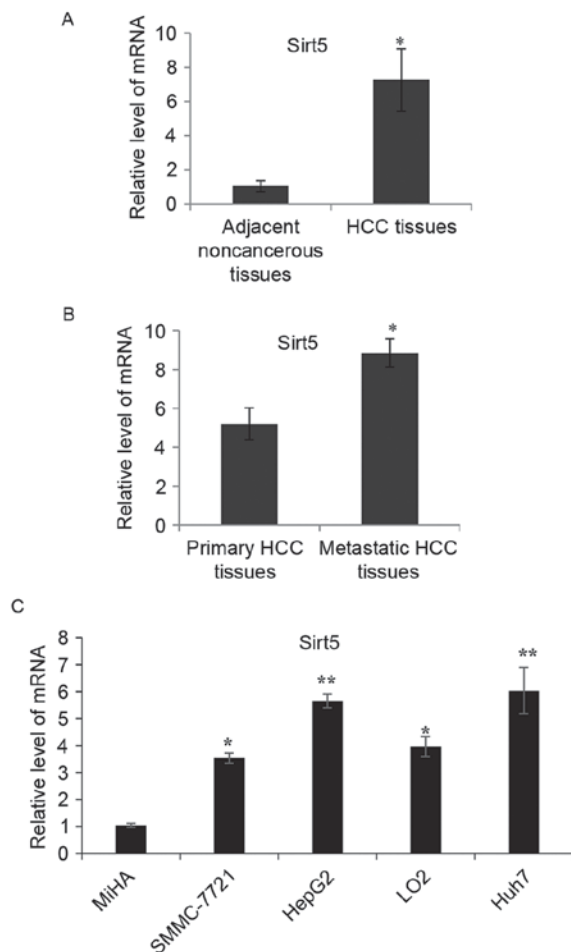 A
Sirt5
*
Relative level of mRNA
10
8
6
4
2
0
Adjacent
noncancerous
tissues
HCC tissues
B
Sirt5
*
Relative level of mRNA
10
8
6
4
2
0
Primary HCC
tissues
Metastatic HCC
tissues
C
Sirt5
Relative level of mRNA
8
7
6
5
4
3
2
1
0
*
**
*
**
MiHA
SMMC-7721
HepG2
LO2
Huh7